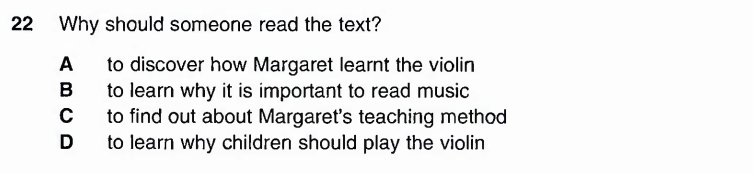 22 Why should someone read the text?
A to discover how Margaret learnt the violin
B to learn why it is important to read music
C to find out about Margaret's teaching method
D to learn why children should play the violin